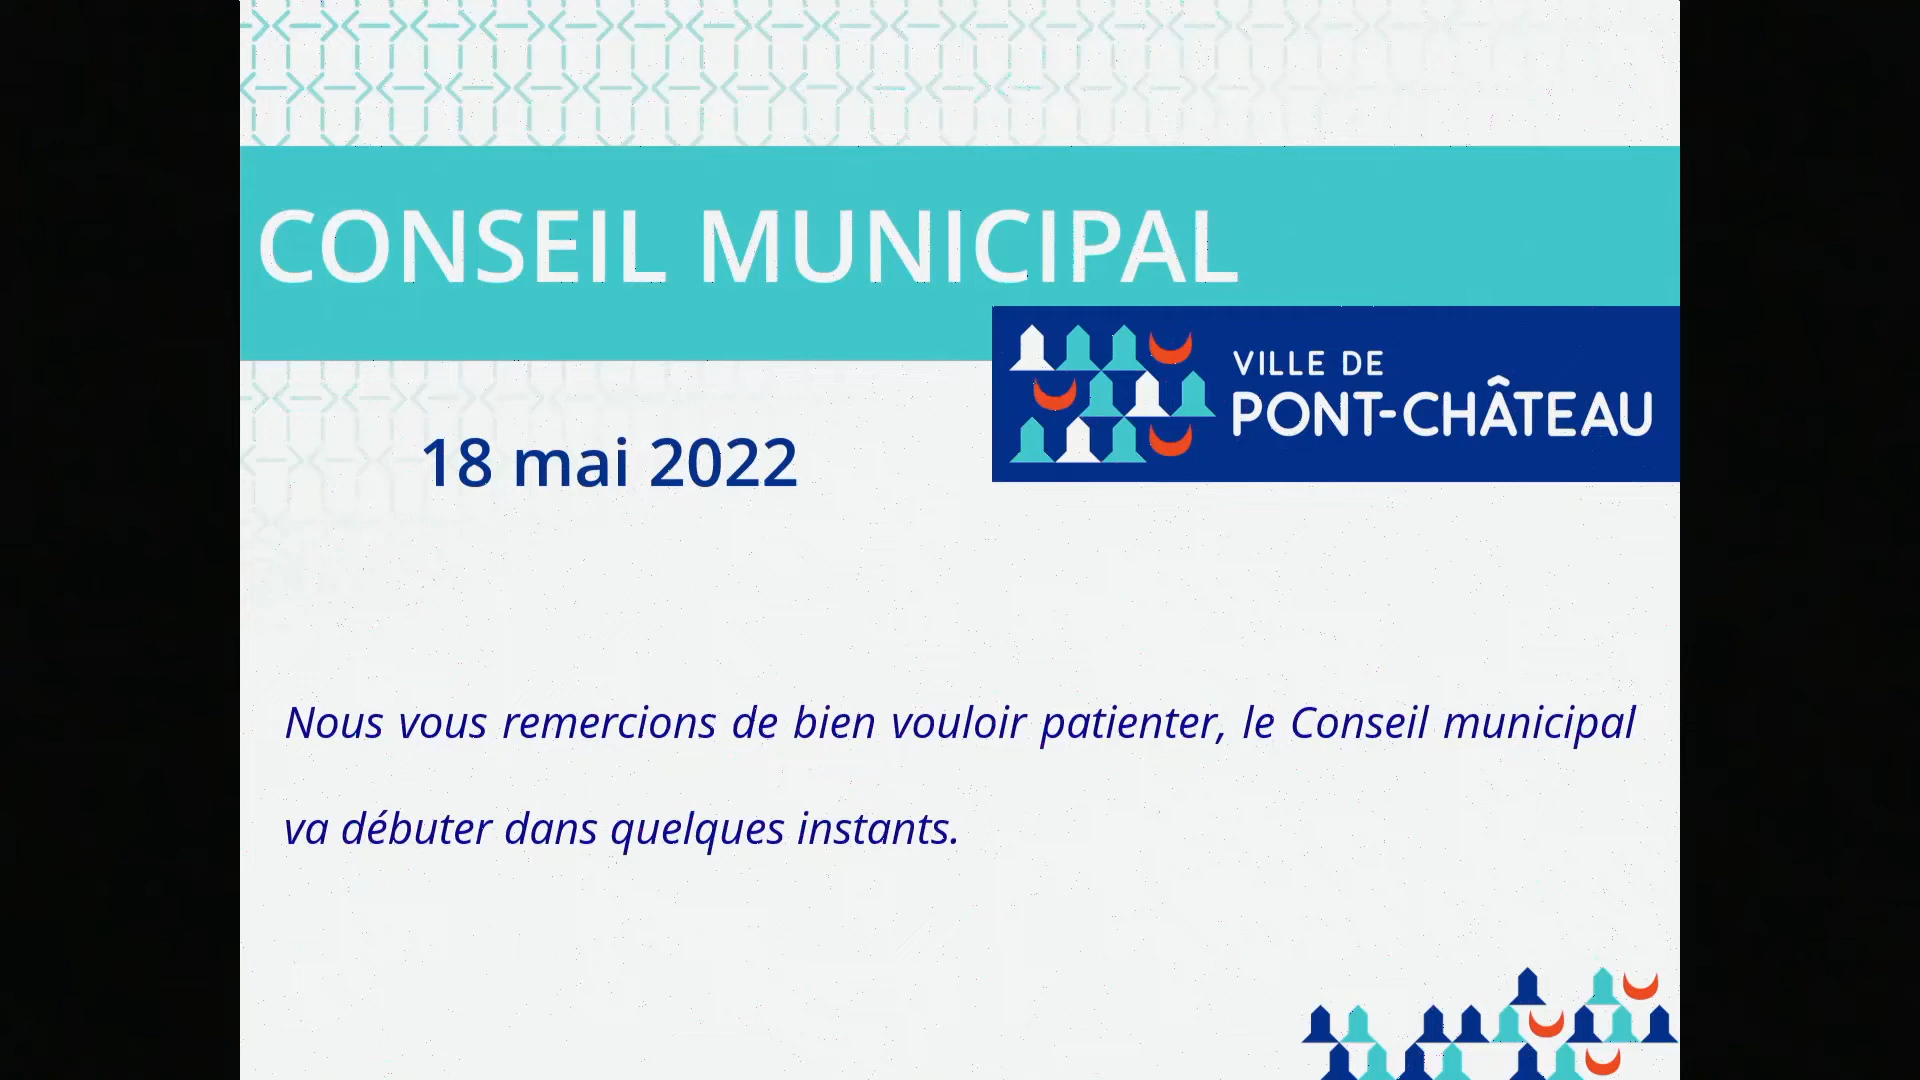 CONSEIL MUNICIPAL
VILLE DE
PONT-CHÂTEAU
18 mai 2022
Nous vous remercions de bien vouloir patienter, le Conseil municipal
va débuter dans quelques instants.